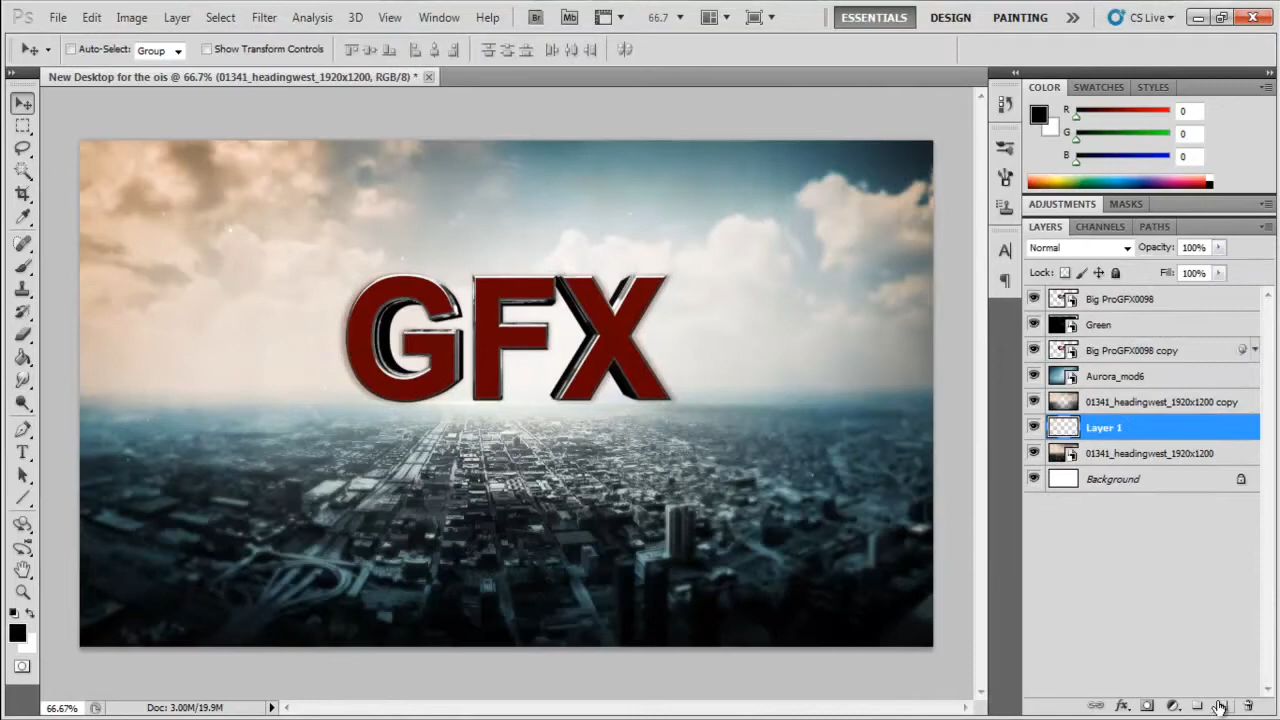 Ps File Edit Image Layer Select Filter Analysis 3D View Window Help Br Mb 66.7 ESSENTIALS DESIGN PAINTING CS Live
Auto-Select: Group Show Transform Controls
New Desktop for the ois @ 66.7% (01341_headingwest_1920x1200, RGB/8) *
COLOR SWATCHES STYLES
R 0
G 0
B 0
ADJUSTMENTS MASKS
LAYERS CHANNELS PATHS
Normal Opacity: 100%
Lock: Fill: 100%
Big ProGFX0098
Green
Big ProGFX0098 copy
Aurora_mod6
01341_headingwest_1920x1200 copy
Layer 1
01341_headingwest_1920x1200
Background
GFX
66.67% Doc: 3.00M/19.9M